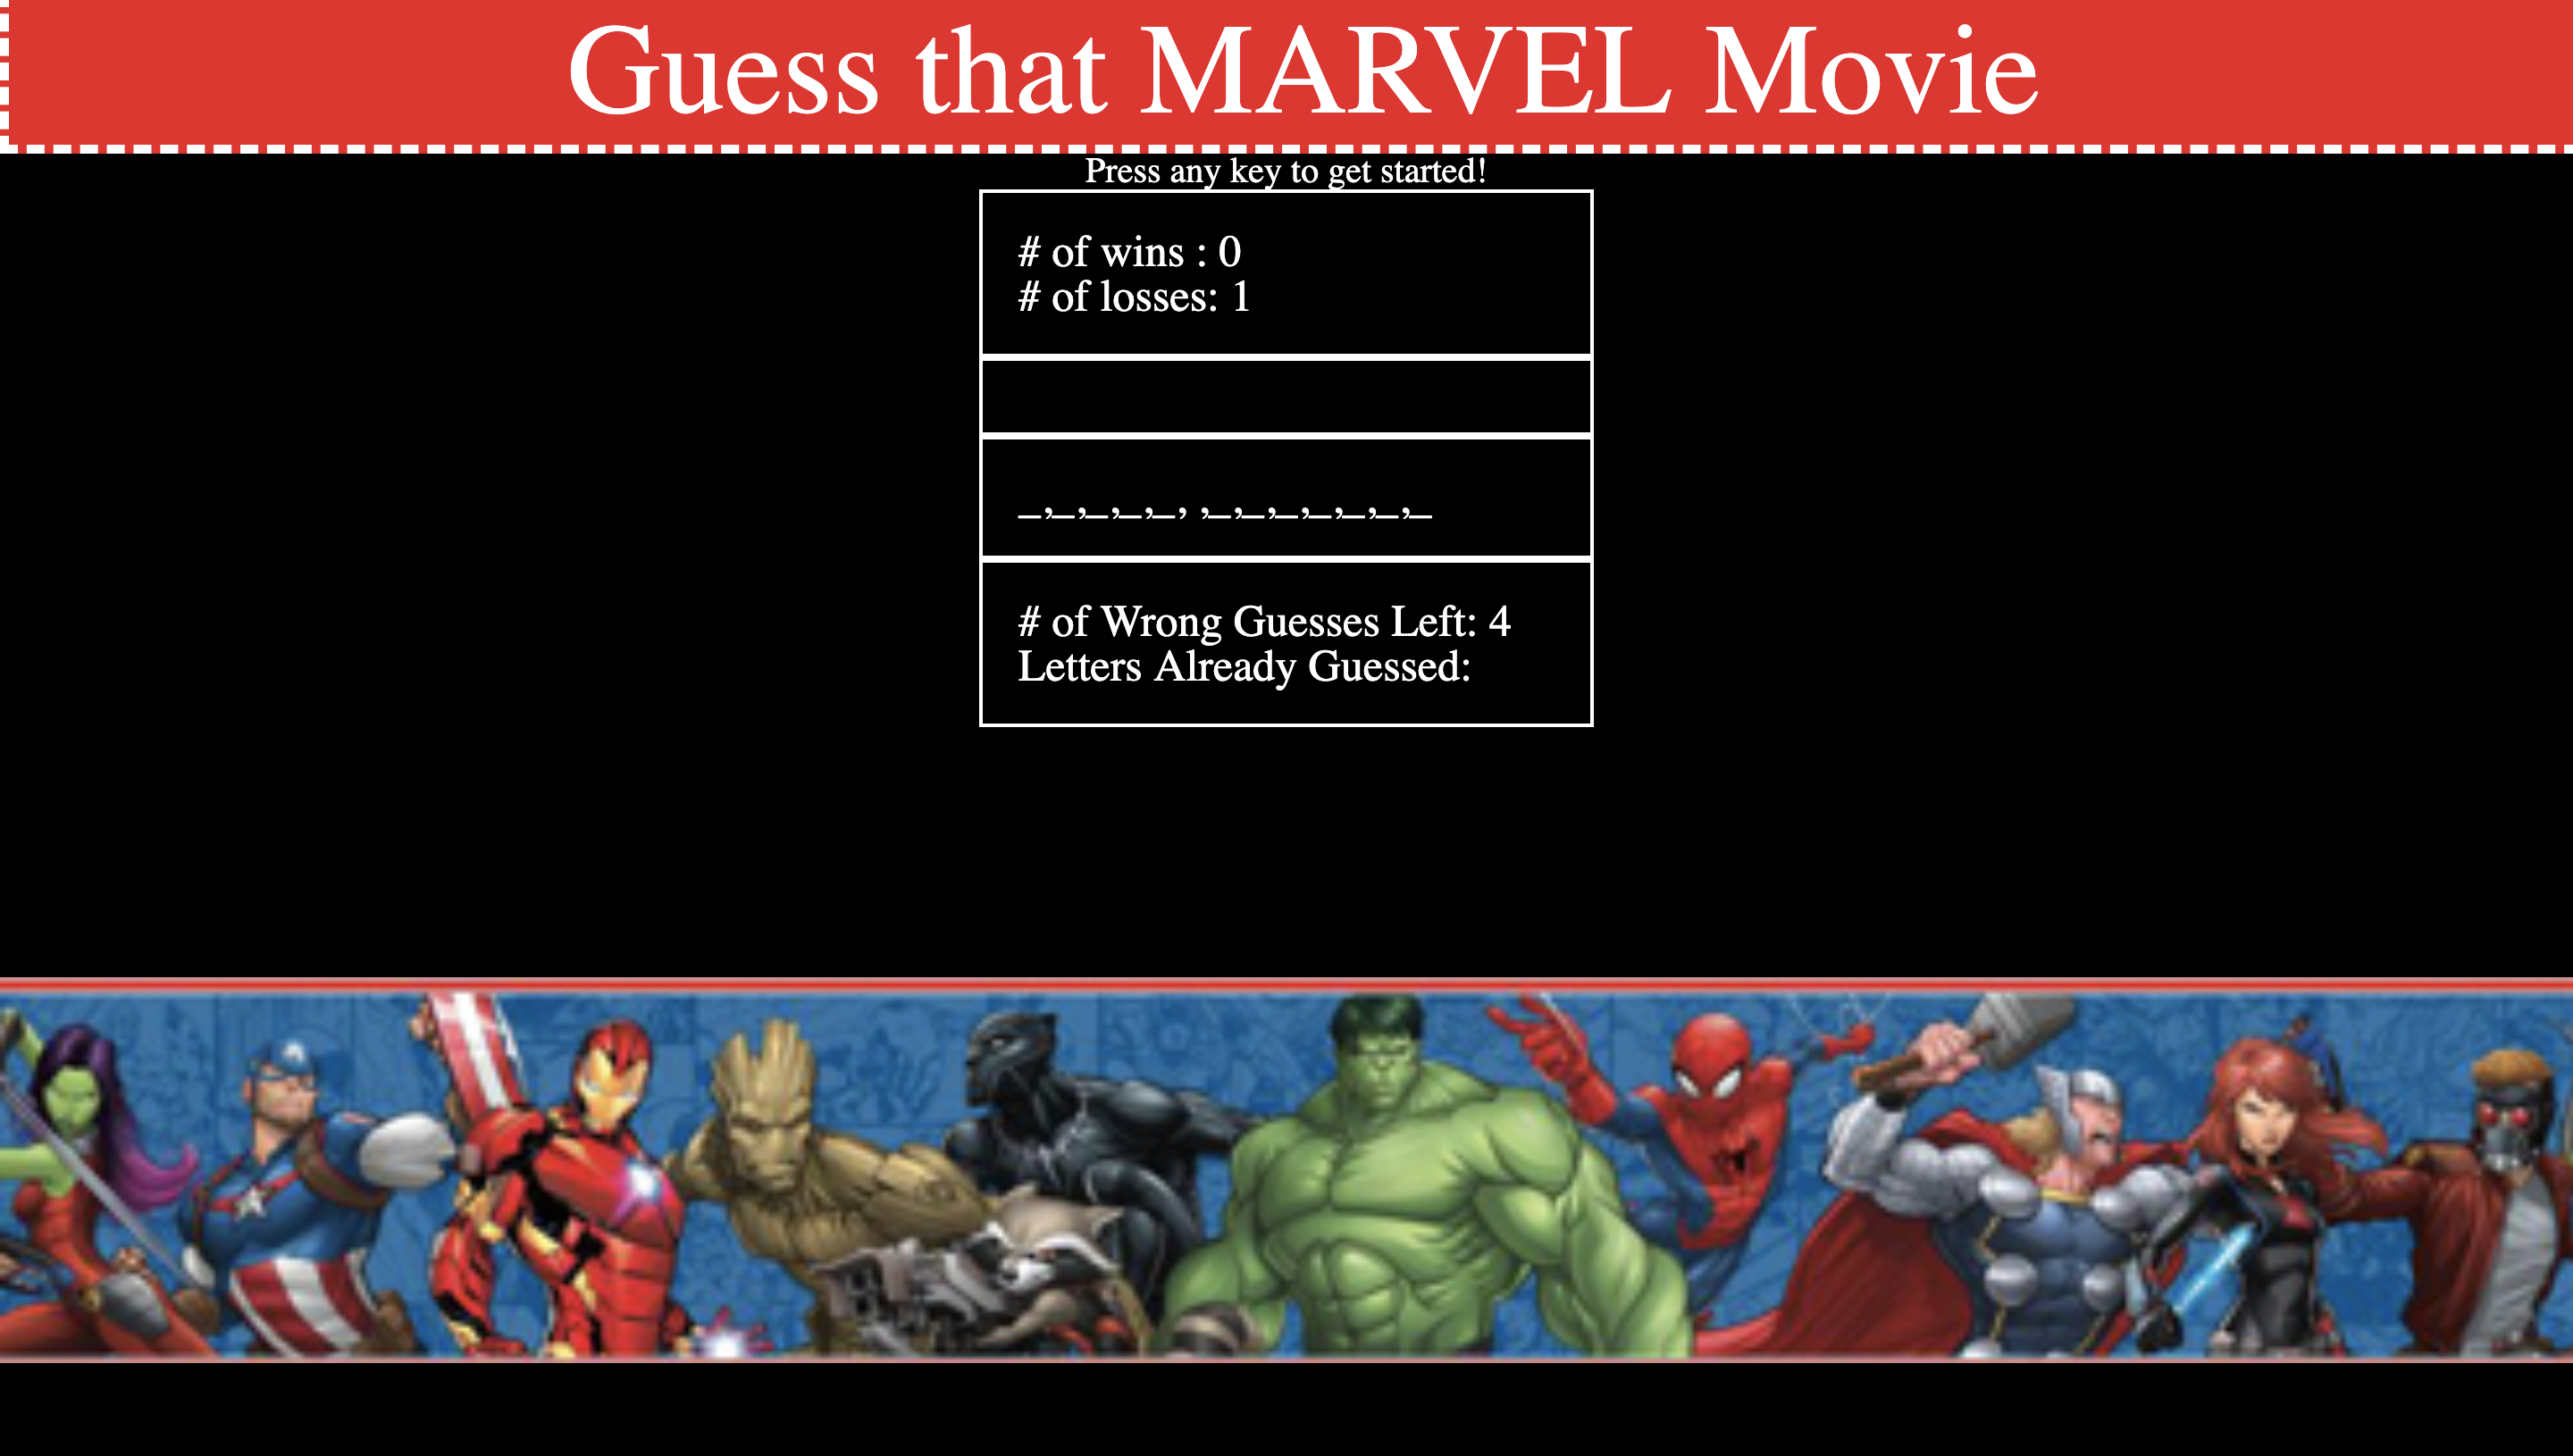 Guess that MARVEL Movie
Press any key to get started!
# of wins : 0
# of losses: 1
_,_,_,_,_, ,_,_,_,_,_,_,_
# of Wrong Guesses Left: 4
Letters Already Guessed: